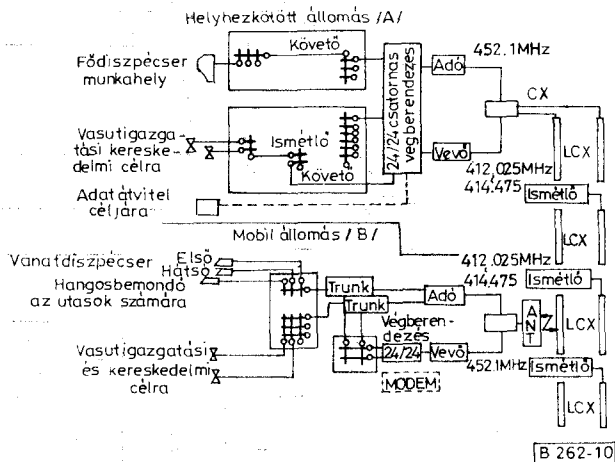 Helyhezkötött állomás /A/
Fődiszpécser
munkahely
Követő
452.1MHz
Adó
CX
24/24 csatornás
végberendezés
Vasutigazga-
tási keres-
kedelmi célra
Ismétlő
Követő
Vevő
412,025MHz
414,475
LCX
Ismétlő
Adatátvitel
céljára
LCX
Mobil állomás / B /
412,025MHz
414,475
Ismétlő
Vonatdiszpécser
Első
Hátsó
Hangosbemondó
az utasok számára
Trunk
Trunk
Adó
ANT
LCX
Végberen-
dezés
24/24
Vevő
MODEM
452.1MHz
Ismétlő
Vasutigazgatási
és kereskedelmi
célra
LCX
B 262-10